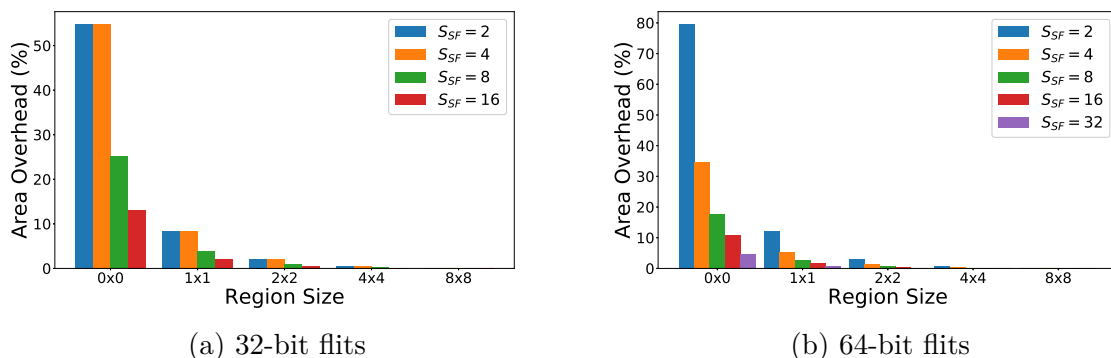 Area Overhead (%)
50
40
30
20
10
0
S_SF = 2
S_SF = 4
S_SF = 8
S_SF = 16
0x0 1x1 2x2 4x4 8x8
Region Size
(a) 32-bit flits
Area Overhead (%)
80
70
60
50
40
30
20
10
0
S_SF = 2
S_SF = 4
S_SF = 8
S_SF = 16
S_SF = 32
0x0 1x1 2x2 4x4 8x8
Region Size
(b) 64-bit flits